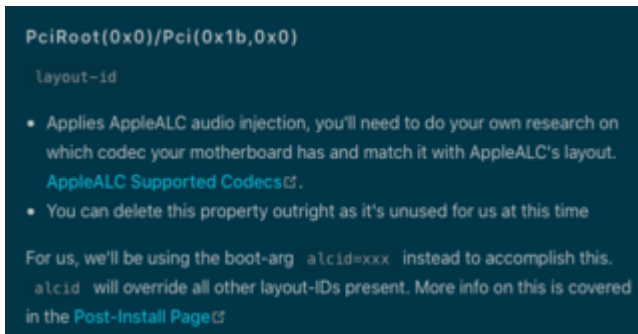 PciRoot(0x0)/Pci(0x1b,0x0)
layout-id
• Applies AppleALC audio injection, you'll need to do your own research on
which codec your motherboard has and match it with AppleALC's layout.
AppleALC Supported Codecs.
• You can delete this property outright as it's unused for us at this time
For us, we'll be using the boot-arg alcid=xxx instead to accomplish this.
alcid will override all other layout-IDs present. More info on this is covered
in the Post-Install Page